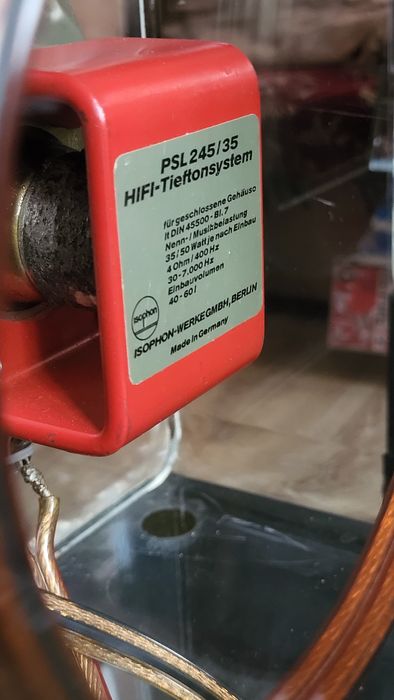 PSL 245/35
HIFI-Tieftonsystem
für geschlossene Gehäuse
lt DIN 45500 - Bl. 7
Nenn-/ Musikbelastung
35/50 Watt je nach Einbau
4 Ohm/400 Hz
30-7.000 Hz
Einbauvolumen
40-60 l
isophon
ISOPHON-WERKE GMBH, BERLIN
Made in Germany